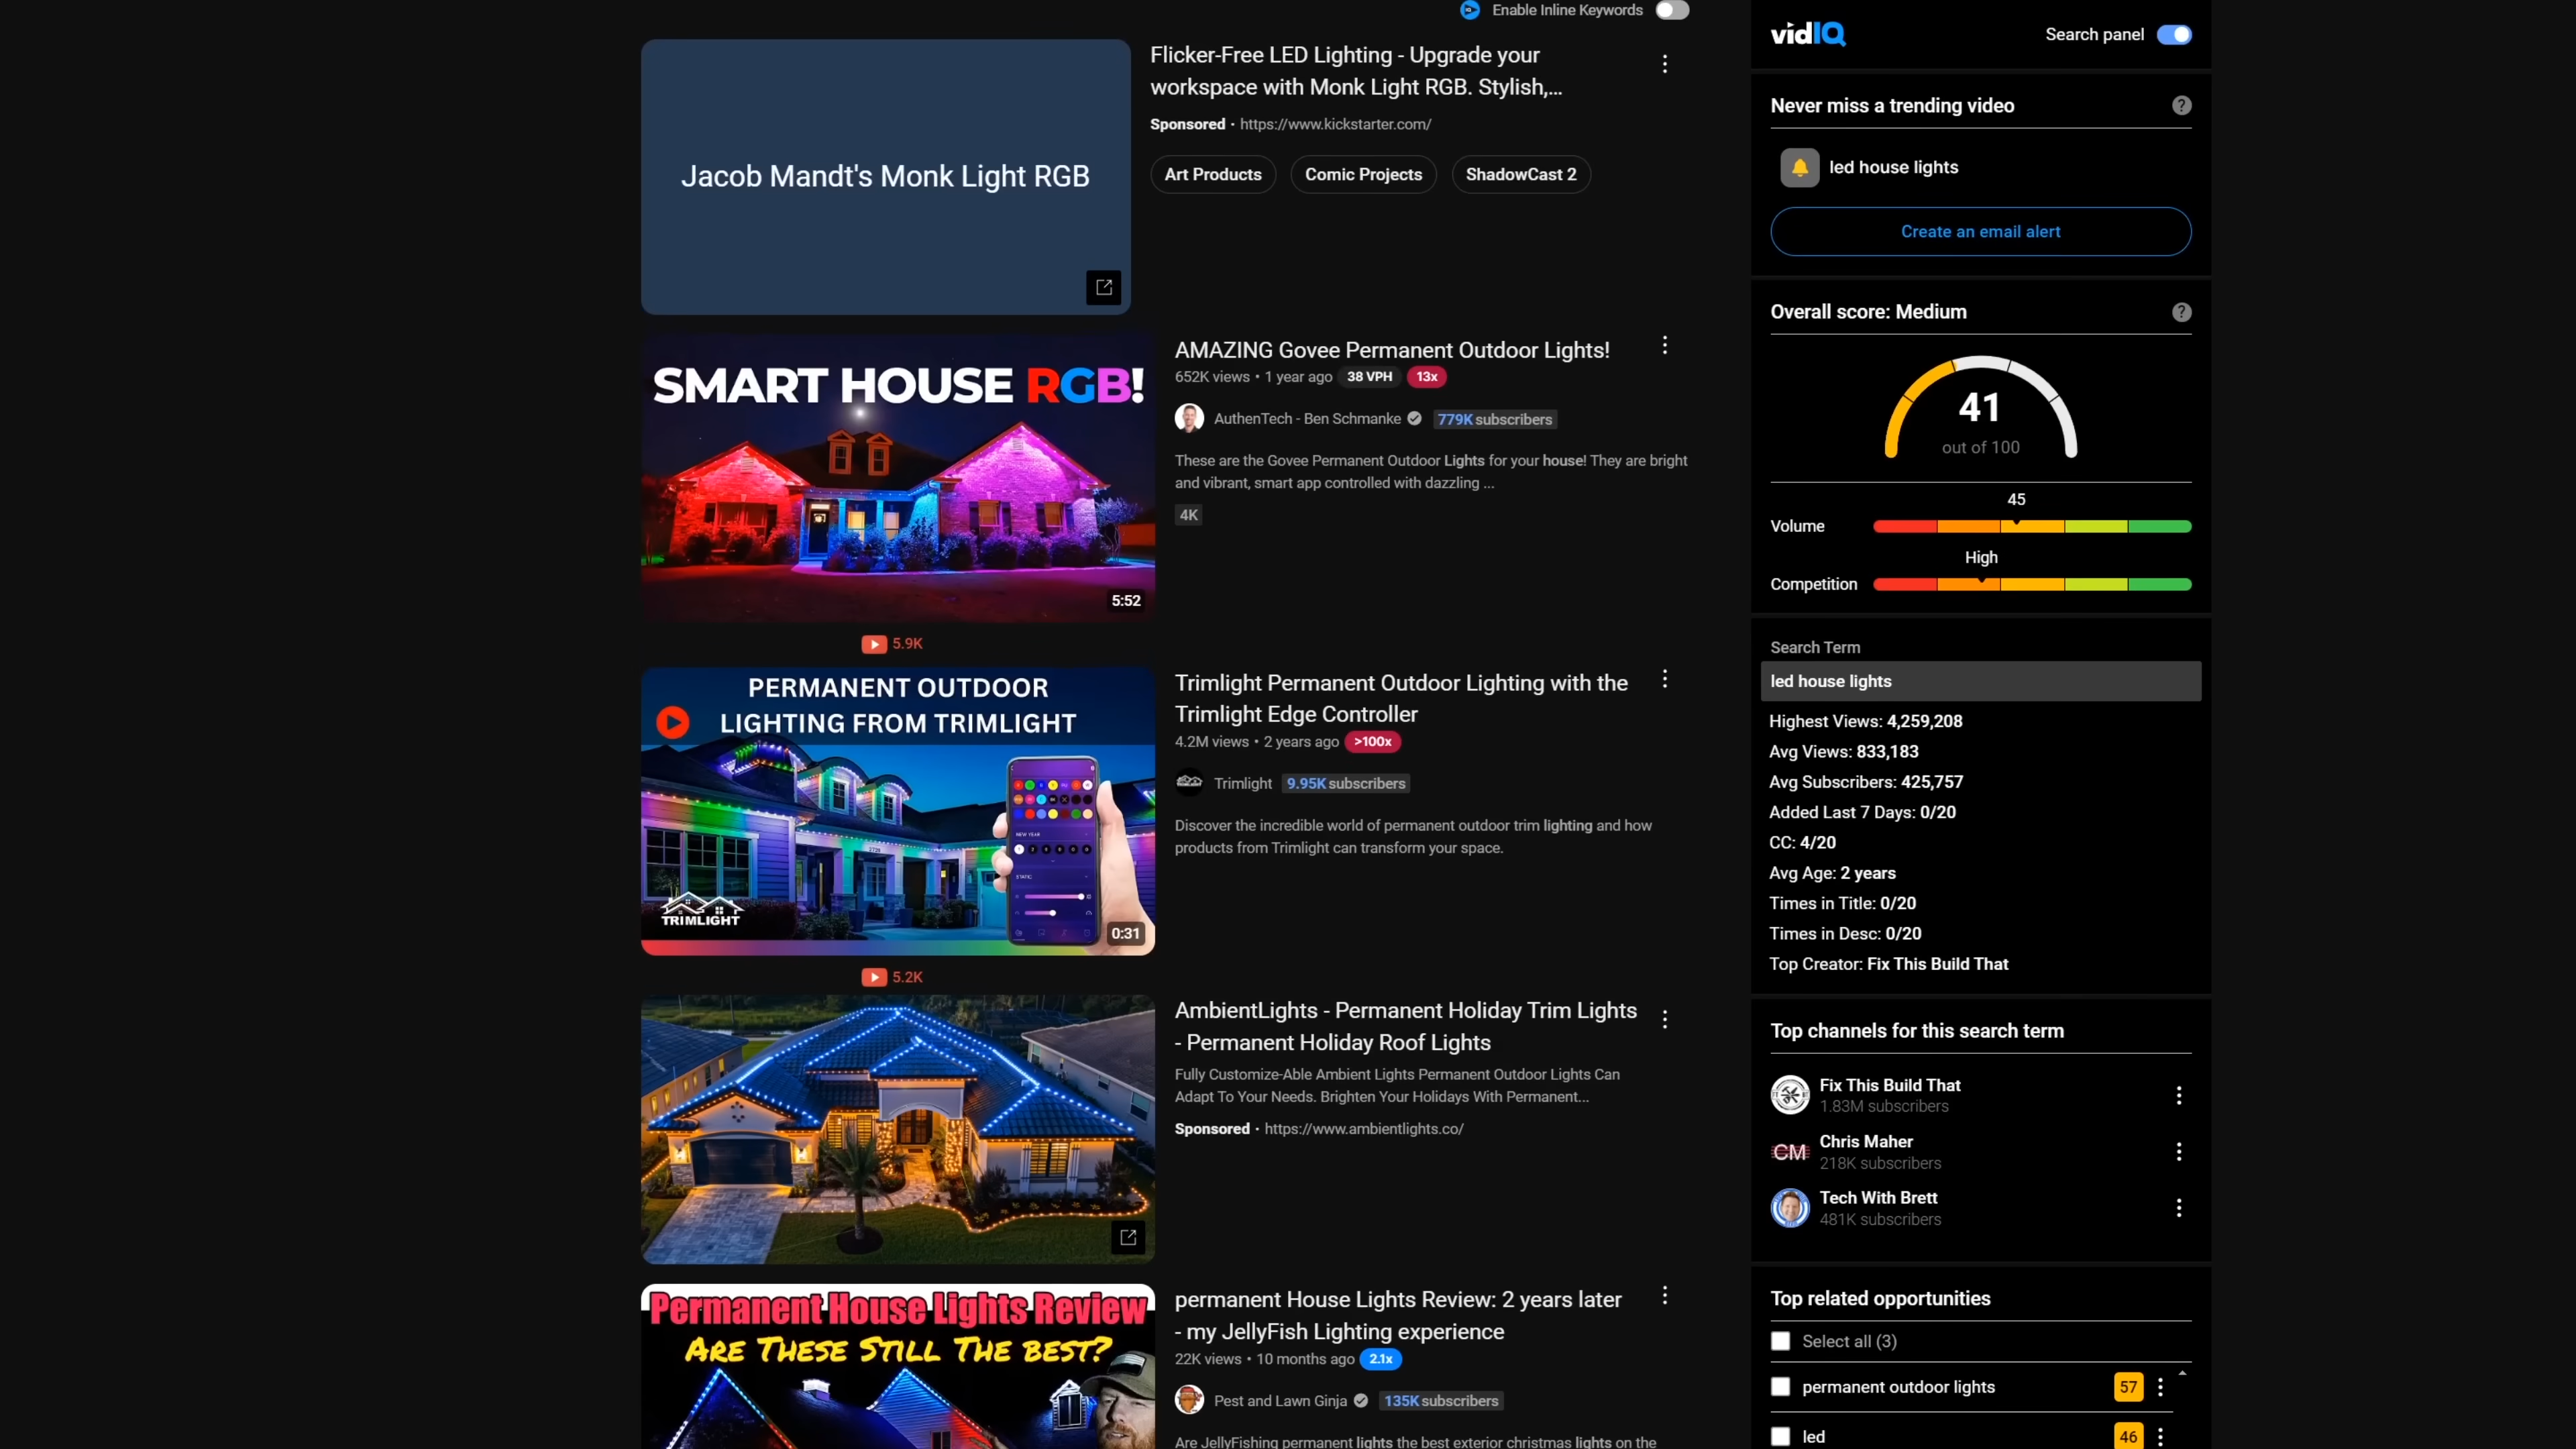 Enable Inline Keywords
Jacob Mandt's Monk Light RGB
Flicker-Free LED Lighting - Upgrade your
workspace with Monk Light RGB. Stylish,...
Sponsored · https://www.kickstarter.com/
Art Products
Comic Projects
ShadowCast 2
SMART HOUSE RGB!
5:52
5.9K
AMAZING Govee Permanent Outdoor Lights!
652K views • 1 year ago 38 VPH 13x
AuthenTech - Ben Schmanke 779K subscribers
These are the Govee Permanent Outdoor Lights for your house! They are bright
and vibrant, smart app controlled with dazzling ...
4K
PERMANENT OUTDOOR
LIGHTING FROM TRIMLIGHT
NEW YEAR
STATIC
TRIMLIGHT
0:31
5.2K
Trimlight Permanent Outdoor Lighting with the
Trimlight Edge Controller
4.2M views • 2 years ago >100x
Trimlight 9.95K subscribers
Discover the incredible world of permanent outdoor trim lighting and how
products from Trimlight can transform your space.
AmbientLights - Permanent Holiday Trim Lights
- Permanent Holiday Roof Lights
Fully Customize-Able Ambient Lights Permanent Outdoor Lights Can
Adapt To Your Needs. Brighten Your Holidays With Permanent...
Sponsored · https://www.ambientlights.co/
Permanent House Lights Review
ARE THESE STILL THE BEST?
permanent House Lights Review: 2 years later
- my JellyFish Lighting experience
22K views • 10 months ago 2.1x
Pest and Lawn Ginja 135K subscribers
Are JellyFishing permanent lights the best exterior christmas lights on the
vidIQ
Search panel
Never miss a trending video
led house lights
Create an email alert
Overall score: Medium
41
out of 100
45
Volume
High
Competition
Search Term
led house lights
Highest Views: 4,259,208
Avg Views: 833,183
Avg Subscribers: 425,757
Added Last 7 Days: 0/20
CC: 4/20
Avg Age: 2 years
Times in Title: 0/20
Times in Desc: 0/20
Top Creator: Fix This Build That
Top channels for this search term
Fix This Build That
1.83M subscribers
CM
Chris Maher
218K subscribers
Tech With Brett
481K subscribers
Top related opportunities
Select all (3)
permanent outdoor lights 57
led 46